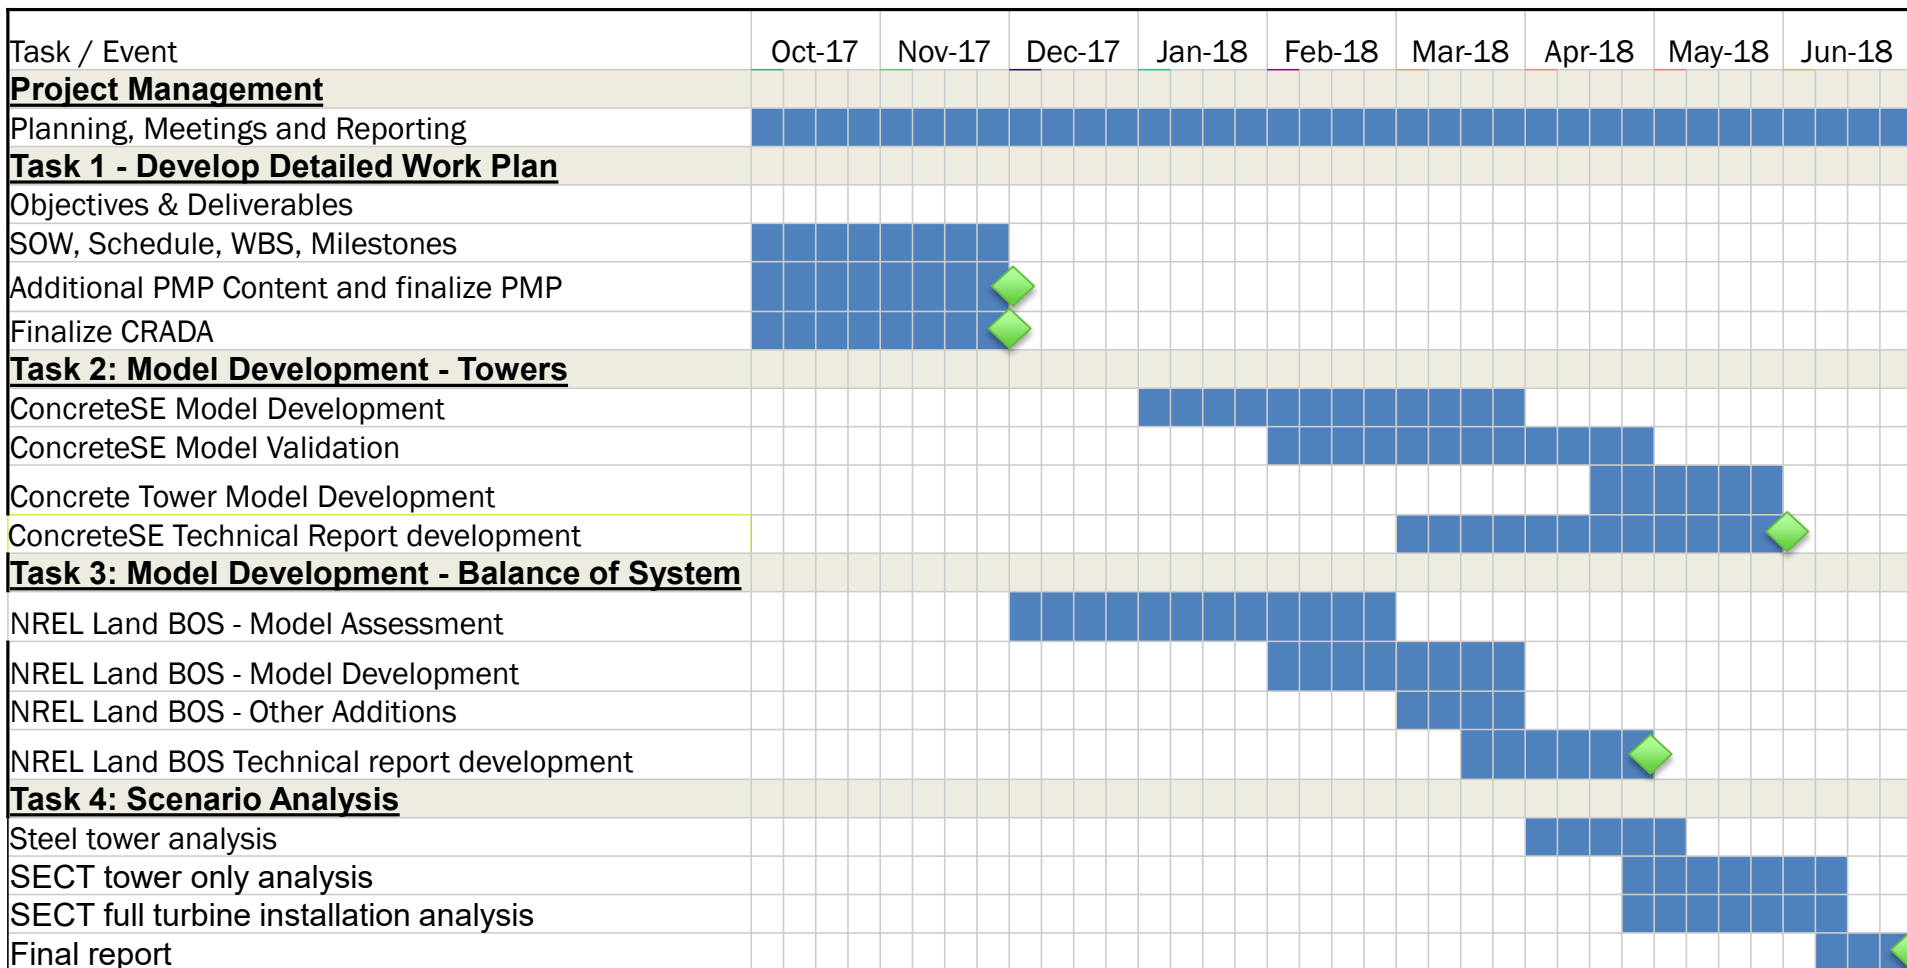 Task / Event Oct-17 Nov-17 Dec-17 Jan-18 Feb-18 Mar-18 Apr-18 May-18 Jun-18
Project Management
Planning, Meetings and Reporting
Task 1 - Develop Detailed Work Plan
Objectives & Deliverables
SOW, Schedule, WBS, Milestones
Additional PMP Content and finalize PMP
Finalize CRADA
Task 2: Model Development - Towers
ConcreteSE Model Development
ConcreteSE Model Validation
Concrete Tower Model Development
ConcreteSE Technical Report development
Task 3: Model Development - Balance of System
NREL Land BOS - Model Assessment
NREL Land BOS - Model Development
NREL Land BOS - Other Additions
NREL Land BOS Technical report development
Task 4: Scenario Analysis
Steel tower analysis
SECT tower only analysis
SECT full turbine installation analysis
Final report